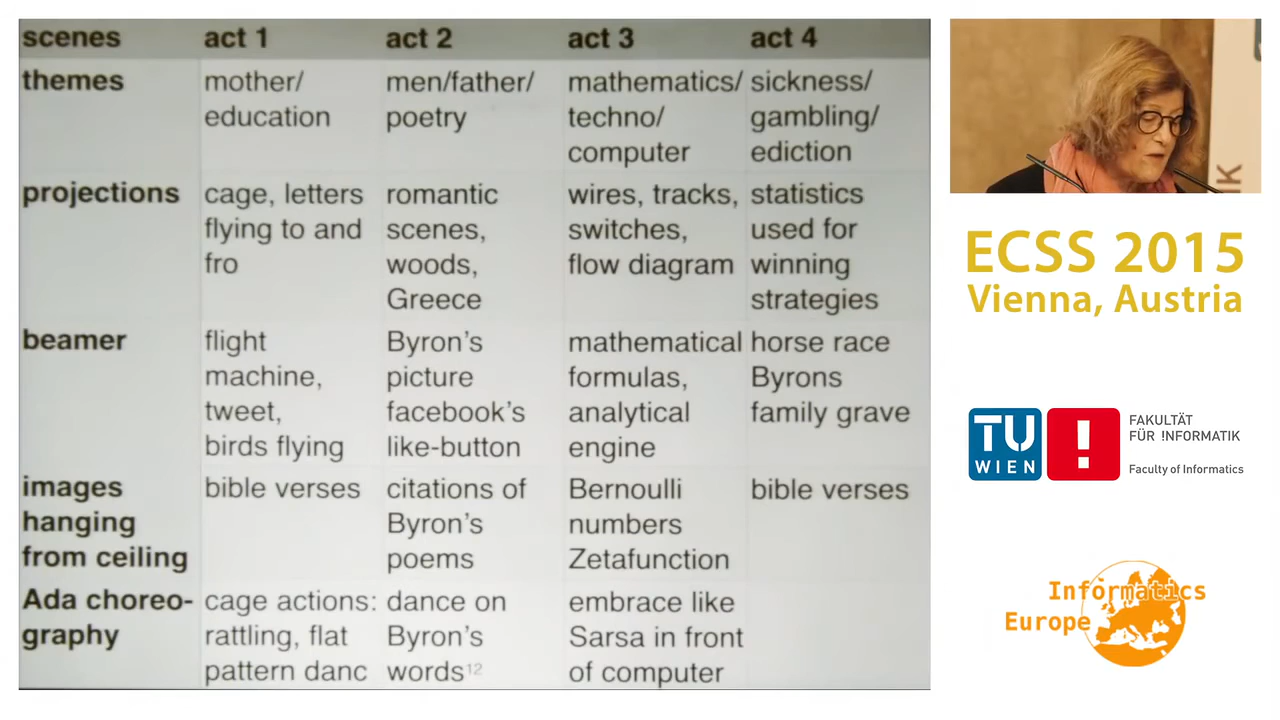 scenes act 1 act 2 act 3 act 4
themes mother/ men/father/ mathematics/ sickness/
education poetry techno/ gambling/
computer ediction
projections cage, letters romantic wires, tracks, statistics
flying to and scenes, switches, used for
fro woods, flow diagram winning
Greece strategies
beamer flight Byron's mathematical horse race
machine, picture formulas, Byrons
tweet, facebook's analytical family grave
birds flying like-button engine
images bible verses citations of Bernoulli bible verses
hanging Byron's numbers
from ceiling poems Zetafunction
Ada choreo- cage actions: dance on embrace like
graphy rattling, flat Byron's Sarsa in front
pattern danc words12 of computer
IK
ECSS 2015
Vienna, Austria
TU
WIEN
!
FAKULTÄT
FÜR !NFORMATIK
Faculty of Informatics
Informatics
Europe